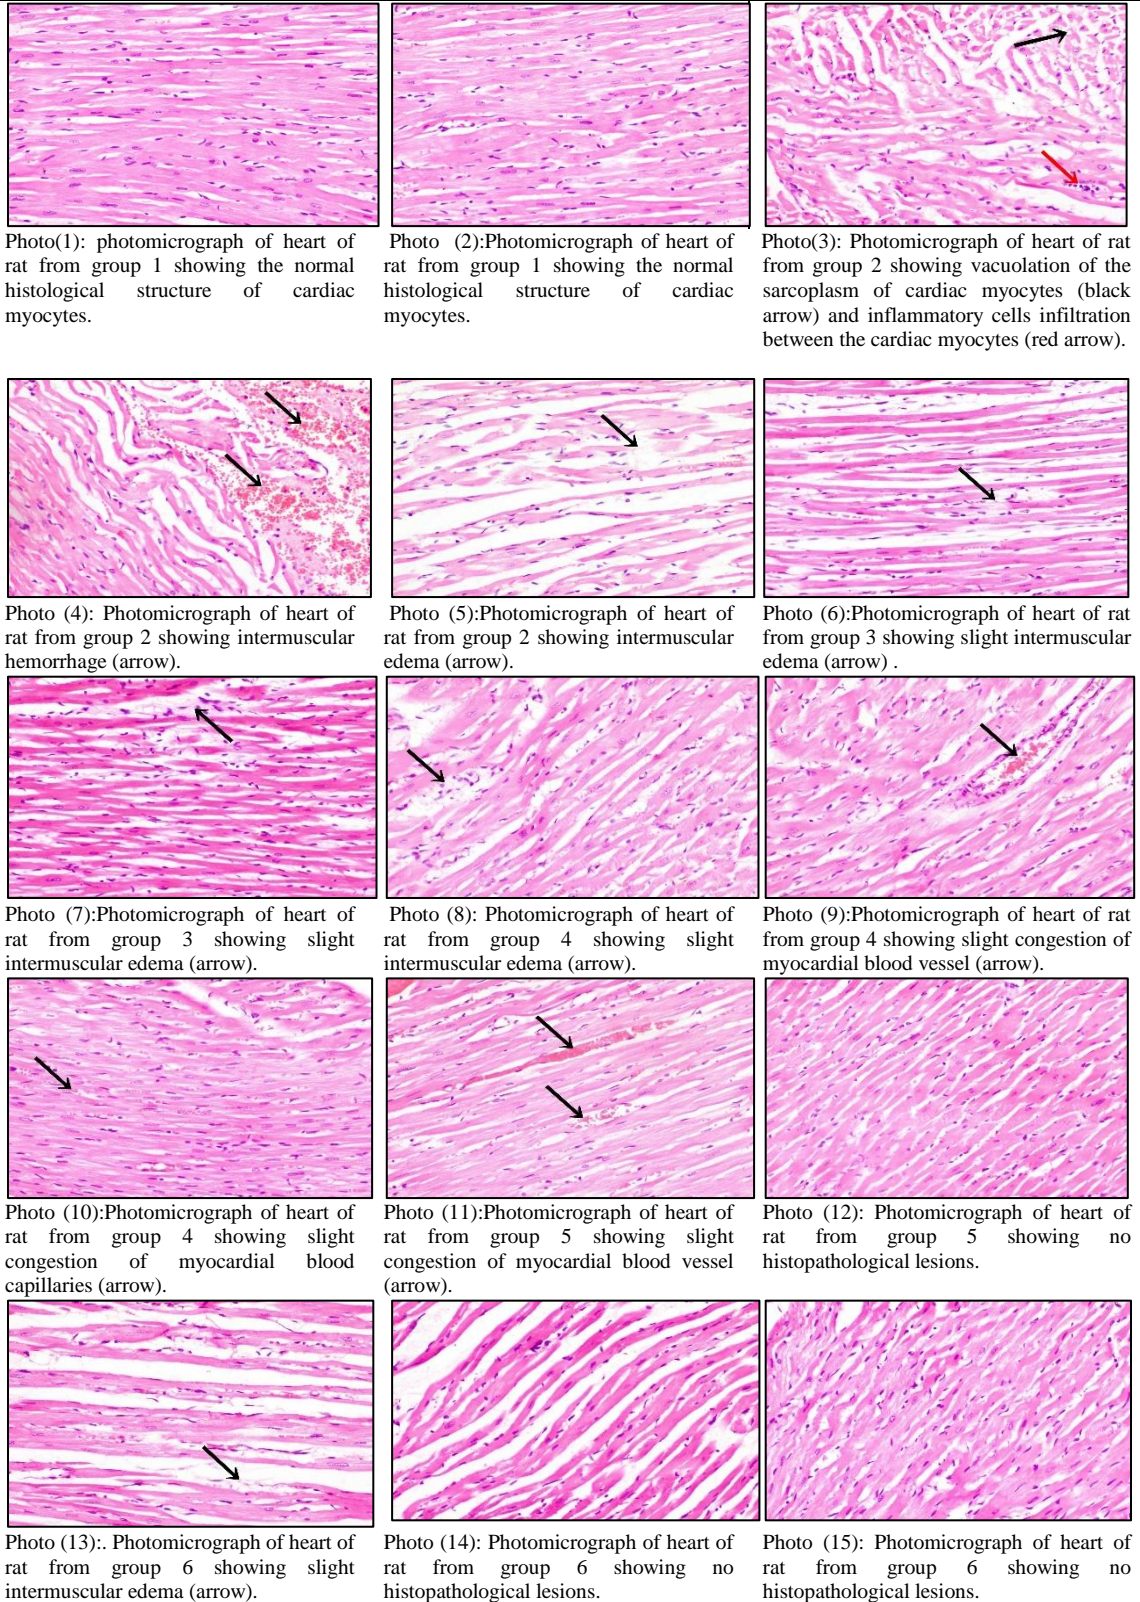 Photo(1): photomicrograph of heart of
rat from group 1 showing the normal
histological structure of cardiac
myocytes.
Photo (2):Photomicrograph of heart of
rat from group 1 showing the normal
histological structure of cardiac
myocytes.
Photo(3): Photomicrograph of heart of rat
from group 2 showing vacuolation of the
sarcoplasm of cardiac myocytes (black
arrow) and inflammatory cells infiltration
between the cardiac myocytes (red arrow).
Photo (4): Photomicrograph of heart of
rat from group 2 showing intermuscular
hemorrhage (arrow).
Photo (5):Photomicrograph of heart of
rat from group 2 showing intermuscular
edema (arrow).
Photo (6):Photomicrograph of heart of rat
from group 3 showing slight intermuscular
edema (arrow) .
Photo (7):Photomicrograph of heart of
rat from group 3 showing slight
intermuscular edema (arrow).
Photo (8): Photomicrograph of heart of
rat from group 4 showing slight
intermuscular edema (arrow).
Photo (9):Photomicrograph of heart of rat
from group 4 showing slight congestion of
myocardial blood vessel (arrow).
Photo (10):Photomicrograph of heart of
rat from group 4 showing slight
congestion of myocardial blood
capillaries (arrow).
Photo (11):Photomicrograph of heart of
rat from group 5 showing slight
congestion of myocardial blood vessel
(arrow).
Photo (12): Photomicrograph of heart of
rat from group 5 showing no
histopathological lesions.
Photo (13):. Photomicrograph of heart of
rat from group 6 showing slight
intermuscular edema (arrow).
Photo (14): Photomicrograph of heart of
rat from group 6 showing no
histopathological lesions.
Photo (15): Photomicrograph of heart of
rat from group 6 showing no
histopathological lesions.